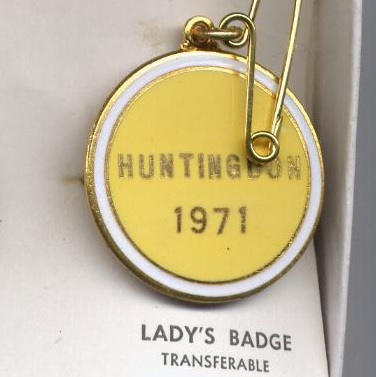 HUNTINGDON
1971
LADY'S BADGE
TRANSFERABLE